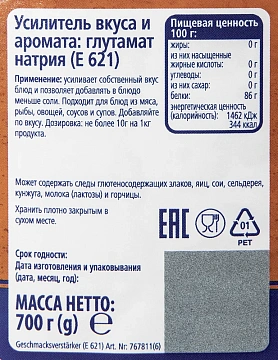 Усилитель вкуса и
аромата: глутамат
натрия (Е 621)
Применение: усиливает собственный вкус
блюд и позволяет добавлять в блюдо
меньше соли. Подходит для блюд из мяса,
рыбы, овощей, соусов и супов. Добавляйте
по вкусу. Дозировка: не более 10г на 1кг
продукта.
Пищевая ценность
100 г:
жиры: 0 г
из них насыщенные
жирные кислоты: 0 г
углеводы: 0 г
из них сахар: 0 г
белки: 86 г
энергетическая ценность
(калорийность): 1462 кДж
344 ккал
Может содержать следы глютеносодержащих злаков, яиц, сои, сельдерея,
кунжута, молока (лактозы) и горчицы.
Хранить плотно закрытым в
сухом месте.
EAC
01
PET
Срок годности:
Дата изготовления и упаковывания
(дата, месяц, год):
МАССА НЕТТО:
700 г (g) ℮
Geschmacksverstärker (E 621) Art. Nr. 767811(6)